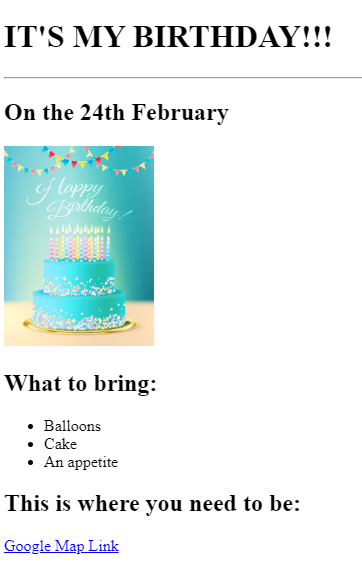 IT'S MY BIRTHDAY!!!
On the 24th February
Happy
Birthday!
What to bring:
Balloons
Cake
An appetite
This is where you need to be:
Google Map Link